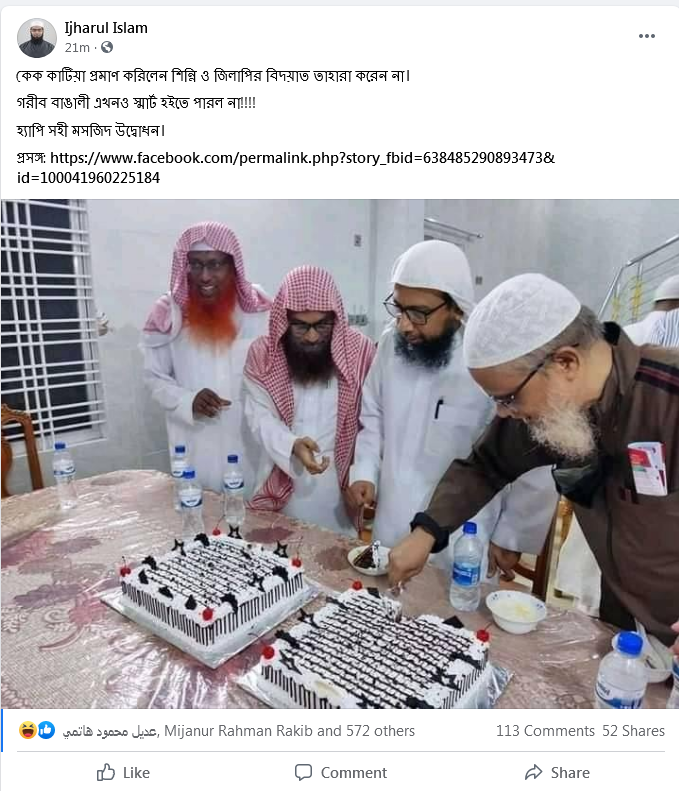 Ijharul Islam
21m ·
কেক কাটিয়া প্রমাণ করিলেন শিন্নি ও জিলাপির বিদয়াত তাহারা করেন না।
গরীব বাঙালী এখনও স্মার্ট হইতে পারল না!!!!
হ্যাপি সহী মসজিদ উদ্বোধন।
প্রসঙ্গ: https://www.facebook.com/permalink.php?story_fbid=638485290893473&
id=100041960225184
عديل محمود هاتمي, Mijanur Rahman Rakib and 572 others
113 Comments 52 Shares
Like Comment Share